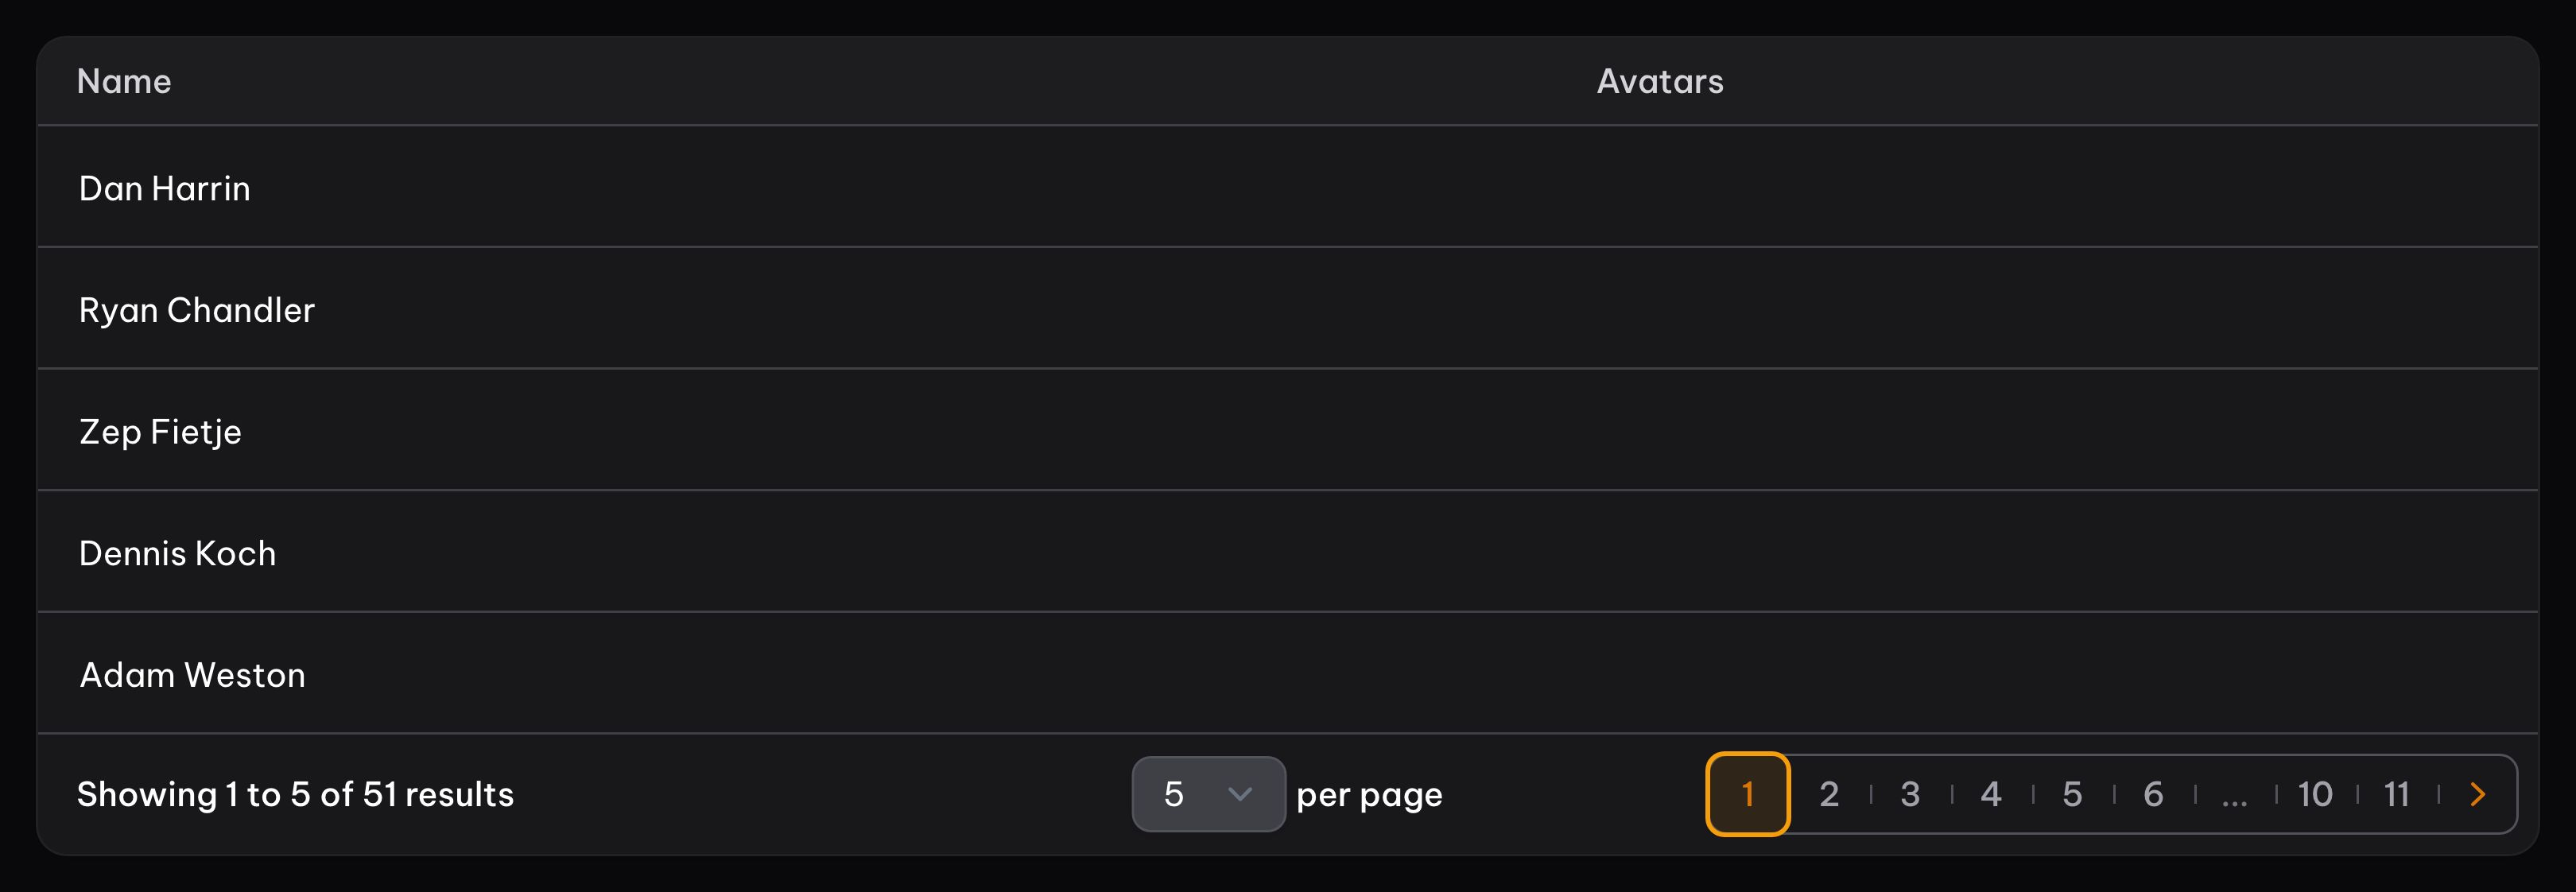 Name Avatars
Dan Harrin
Ryan Chandler
Zep Fietje
Dennis Koch
Adam Weston
Showing 1 to 5 of 51 results 5 per page 1 2 3 4 5 6 ... 10 11